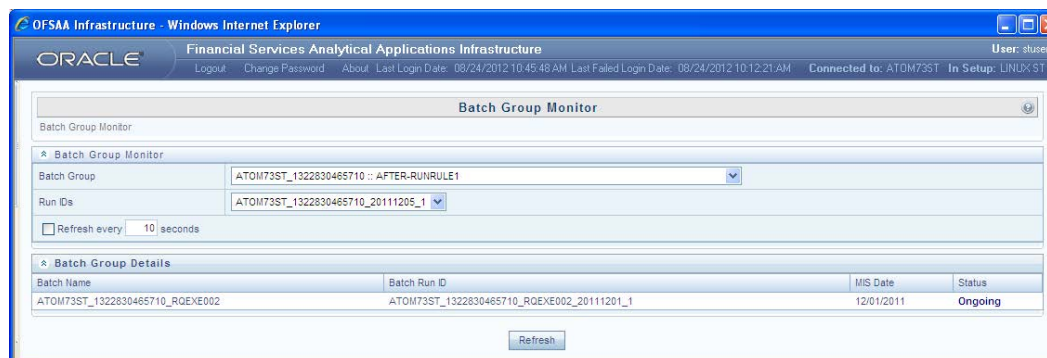 OFSAA Infrastructure - Windows Internet Explorer
ORACLE
Financial Services Analytical Applications Infrastructure
User:
Logout Change Password About Last Login Date: 08/24/2012 10:45:48 AM Last Failed Login Date: 08/24/2012 10:12:21:AM Connected to: ATOM73ST In Setup: LINUX ST
Batch Group Monitor
Batch Group Monitor
Batch Group Monitor
Batch Group ATOM73ST_1322830465710 :: AFTER-RUNRULE1
Run IDs ATOM73ST_1322830465710_20111205_1
Refresh every 10 seconds
Batch Group Details
Batch Name Batch Run ID MIS Date Status
ATOM73ST_1322830465710_RQEXE002 ATOM73ST_1322830465710_RQEXE002_20111201_1 12/01/2011 Ongoing
Refresh